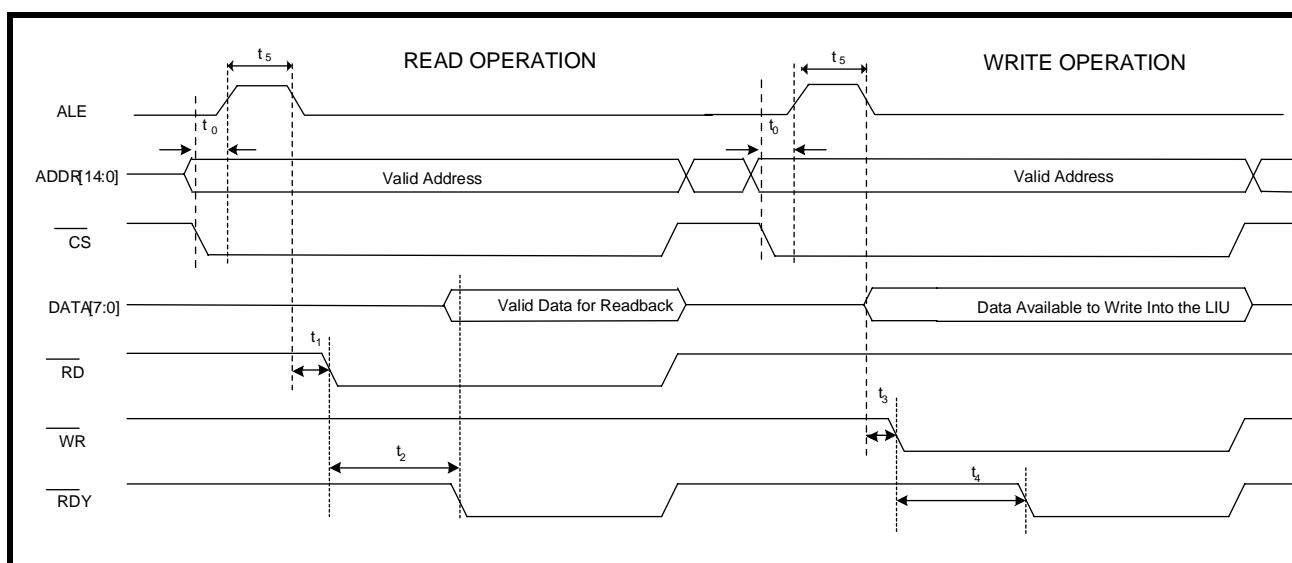 READ OPERATION
WRITE OPERATION
t5
t5
ALE
t0
t0
ADDR[14:0]
Valid Address
Valid Address
CS
DATA[7:0]
Valid Data for Readback
Data Available to Write Into the LIU
t1
RD
t3
WR
t2
t4
RDY